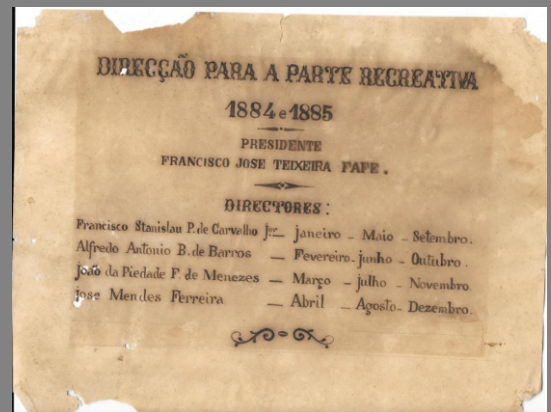 DIRECÇÃO PARA A PARTE RECREATIVA
1884 e 1885
PRESIDENTE
FRANCISCO JOSE TEIXEIRA FAFE.
DIRECTORES:
Francisco Stanislau P. de Carvalho Jor janeiro - Maio - Setembro.
Alfredo Antonio B. de Barros - Fevereiro - junho - Outubro.
joão da Piedade F. de Menezes - Março - julho - Novembro
jose Mendes Ferreira - Abril - Agosto - Dezembro.